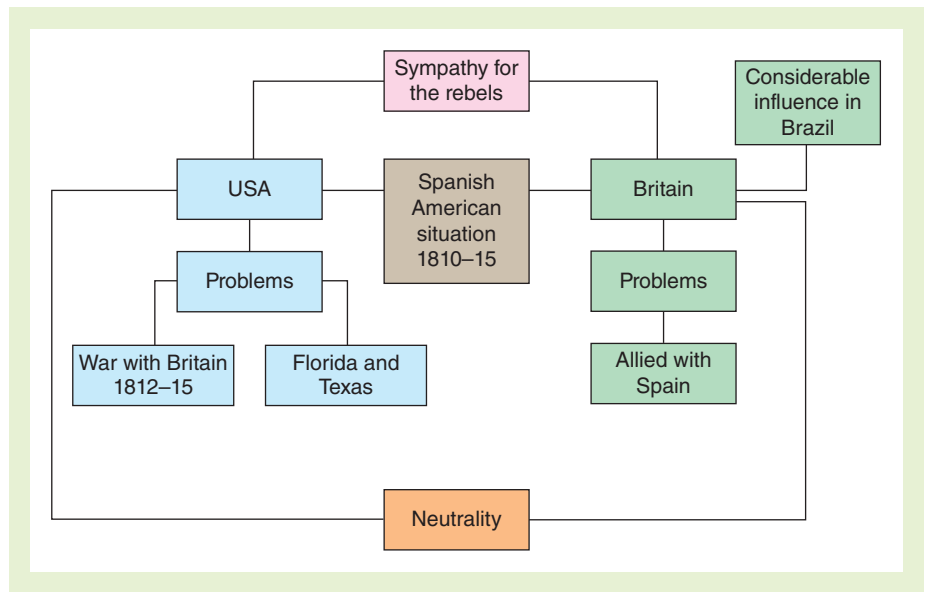 Sympathy for
the rebels
Considerable
influence in
Brazil
USA
Spanish
American
situation
1810–15
Britain
Problems
Problems
War with Britain
1812–15
Florida and
Texas
Allied with
Spain
Neutrality